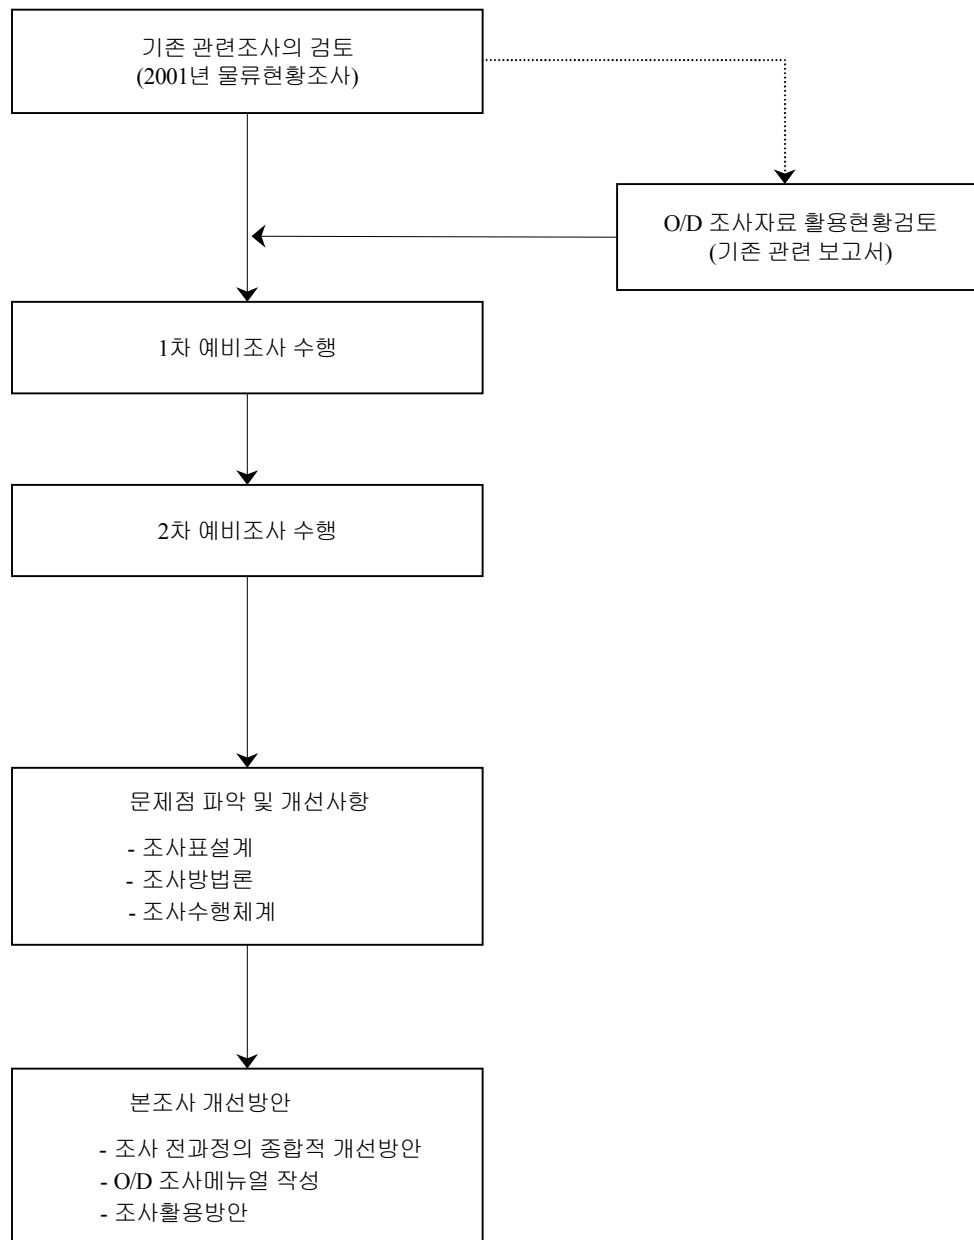 기존 관련조사의 검토
(2001년 물류현황조사)
O/D 조사자료 활용현황검토
(기존 관련 보고서)
1차 예비조사 수행
2차 예비조사 수행
문제점 파악 및 개선사항
- 조사표설계
- 조사방법론
- 조사수행체계
본조사 개선방안
- 조사 전과정의 종합적 개선방안
- O/D 조사메뉴얼 작성
- 조사활용방안